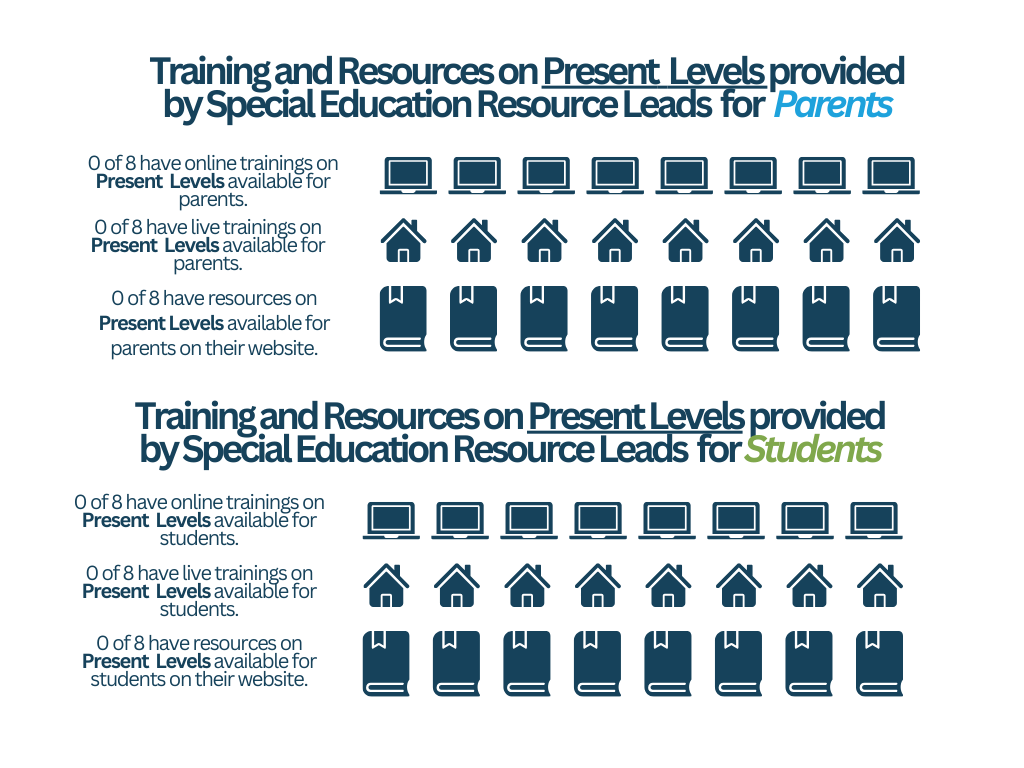 Training and Resources on Present Levels provided
by Special Education Resource Leads for Parents
0 of 8 have online trainings on
Present Levels available for
parents.
0 of 8 have live trainings on
Present Levels available for
parents.
0 of 8 have resources on
Present Levels available for
parents on their website.
Training and Resources on Present Levels provided
by Special Education Resource Leads for Students
0 of 8 have online trainings on
Present Levels available for
students.
0 of 8 have live trainings on
Present Levels available for
students.
0 of 8 have resources on
Present Levels available for
students on their website.